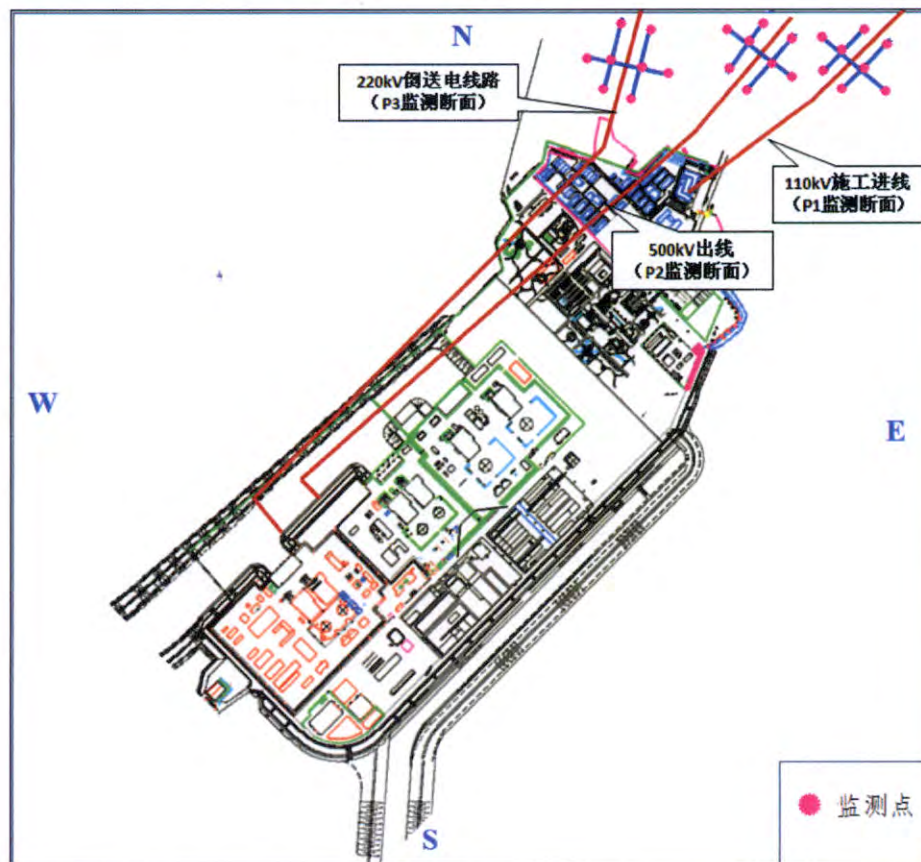 N
220kV倒送电线路
（P3监测断面）
110kV施工进线
（P1监测断面）
500kV出线
（P2监测断面）
W
E
S
监测点